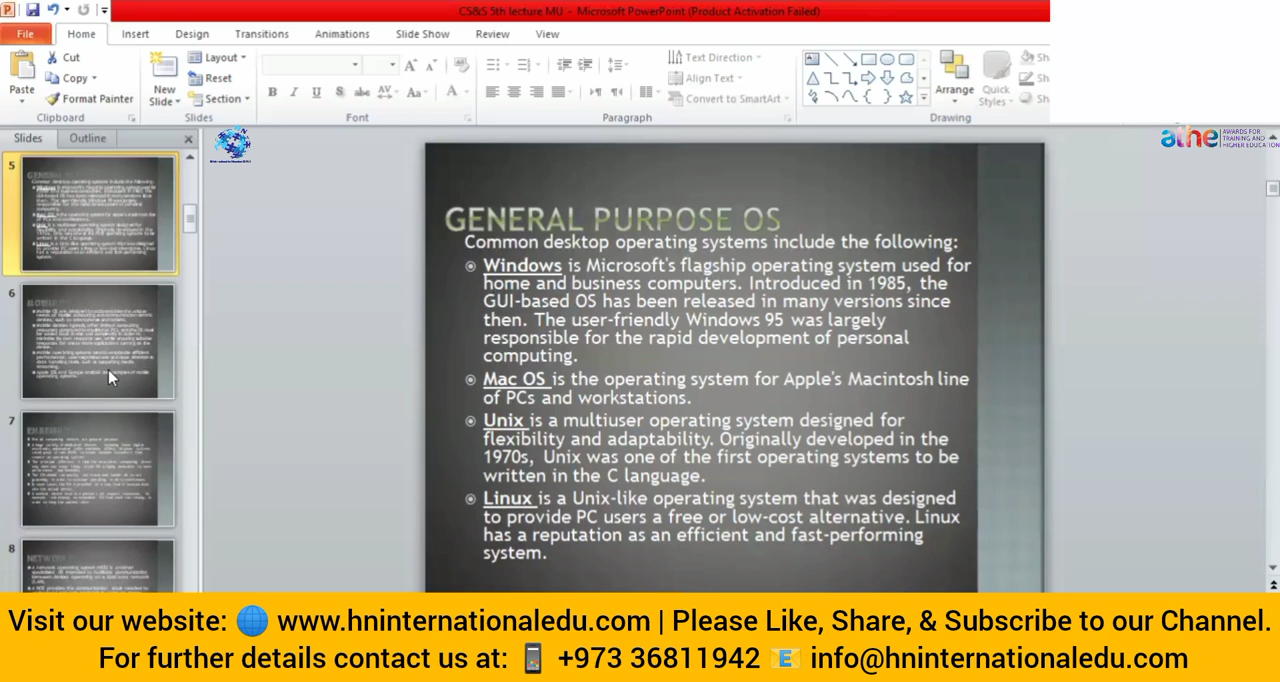 CS&S 5th lecture MU - Microsoft PowerPoint (Product Activation Failed)
File Home Insert Design Transitions Animations Slide Show Review View
Paste
Cut
Copy
Format Painter
Clipboard
New Slide
Layout
Reset
Section
Slides
B I U S abc AV Aa A
Font
Text Direction
Align Text
Convert to SmartArt
Paragraph
Arrange
Quick Styles
Sh
Sh
Sh
Drawing
Slides Outline
athe AWARDS FOR TRAINING AND HIGHER EDUCATION
5
6
7
8
GENERAL PURPOSE OS
Common desktop operating systems include the following:
Windows is Microsoft's flagship operating system used for
home and business computers. Introduced in 1985, the
GUI-based OS has been released in many versions since
then. The user-friendly Windows 95 was largely
responsible for the rapid development of personal
computing.
Mac OS is the operating system for Apple's Macintosh line
of PCs and workstations.
Unix is a multiuser operating system designed for
flexibility and adaptability. Originally developed in the
1970s, Unix was one of the first operating systems to be
written in the C language.
Linux is a Unix-like operating system that was designed
to provide PC users a free or low-cost alternative. Linux
has a reputation as an efficient and fast-performing
system.
Visit our website: 🌐 www.hninternationaledu.com | Please Like, Share, & Subscribe to our Channel.
For further details contact us at: 📱 +973 36811942 📧 info@hninternationaledu.com